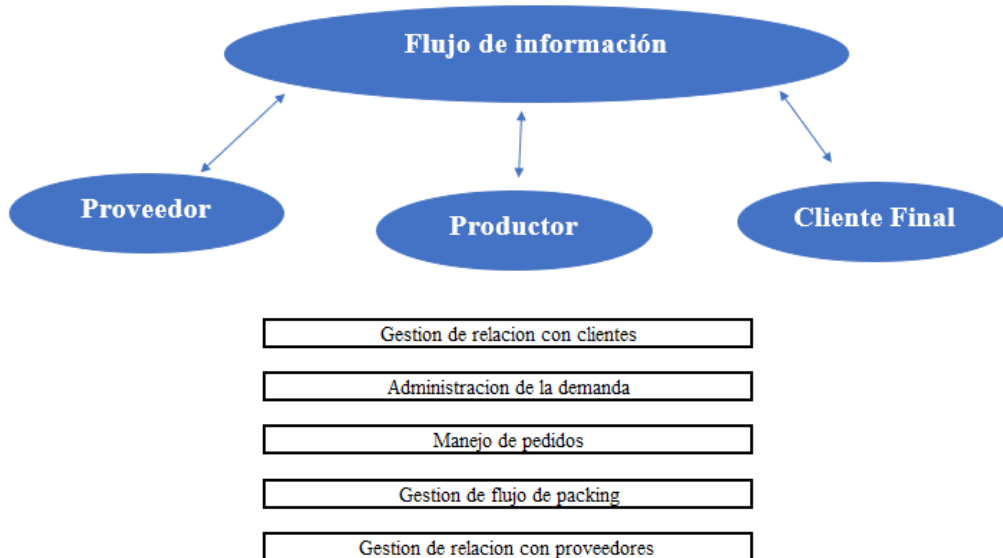 Flujo de información
Proveedor
Productor
Cliente Final
Gestion de relacion con clientes
Administracion de la demanda
Manejo de pedidos
Gestion de flujo de packing
Gestion de relacion con proveedores